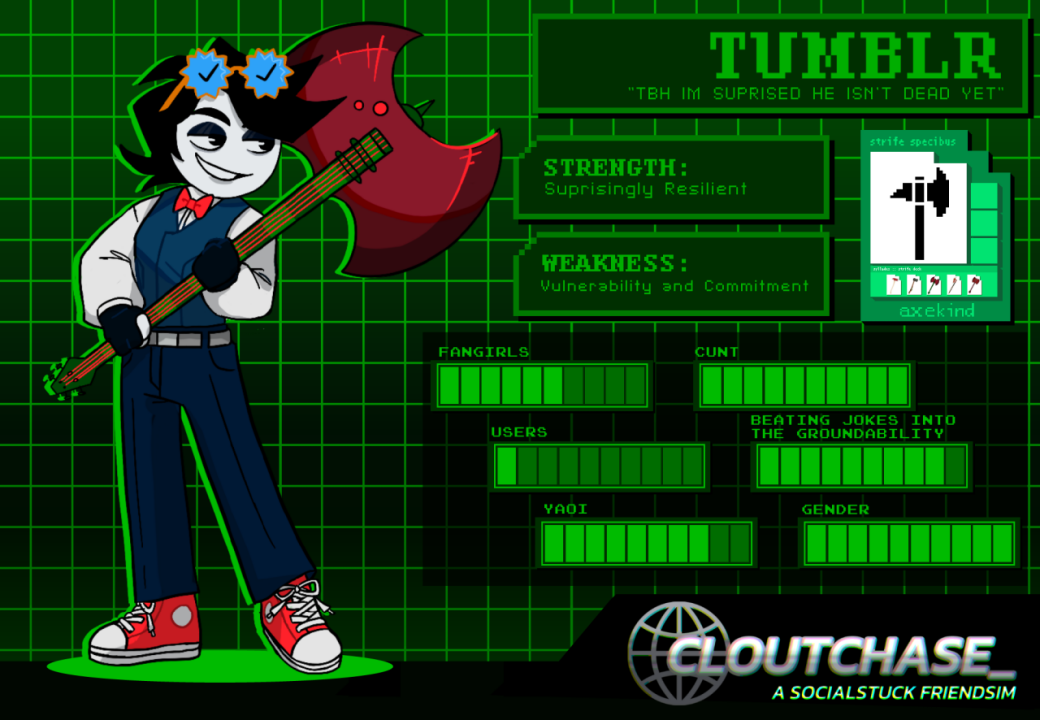 TUMBLR
"TBH IM SUPRISED HE ISN'T DEAD YET"
STRENGTH:
Suprisingly Resilient
WEAKNESS:
Vulnerability and Commitment
strife specibus
axekind
FANGIRLS
CUNT
USERS
BEATING JOKES INTO
THE GROUNDABILITY
YAOI
GENDER
CLOUTCHASE_
A SOCIALSTUCK FRIENDSIM